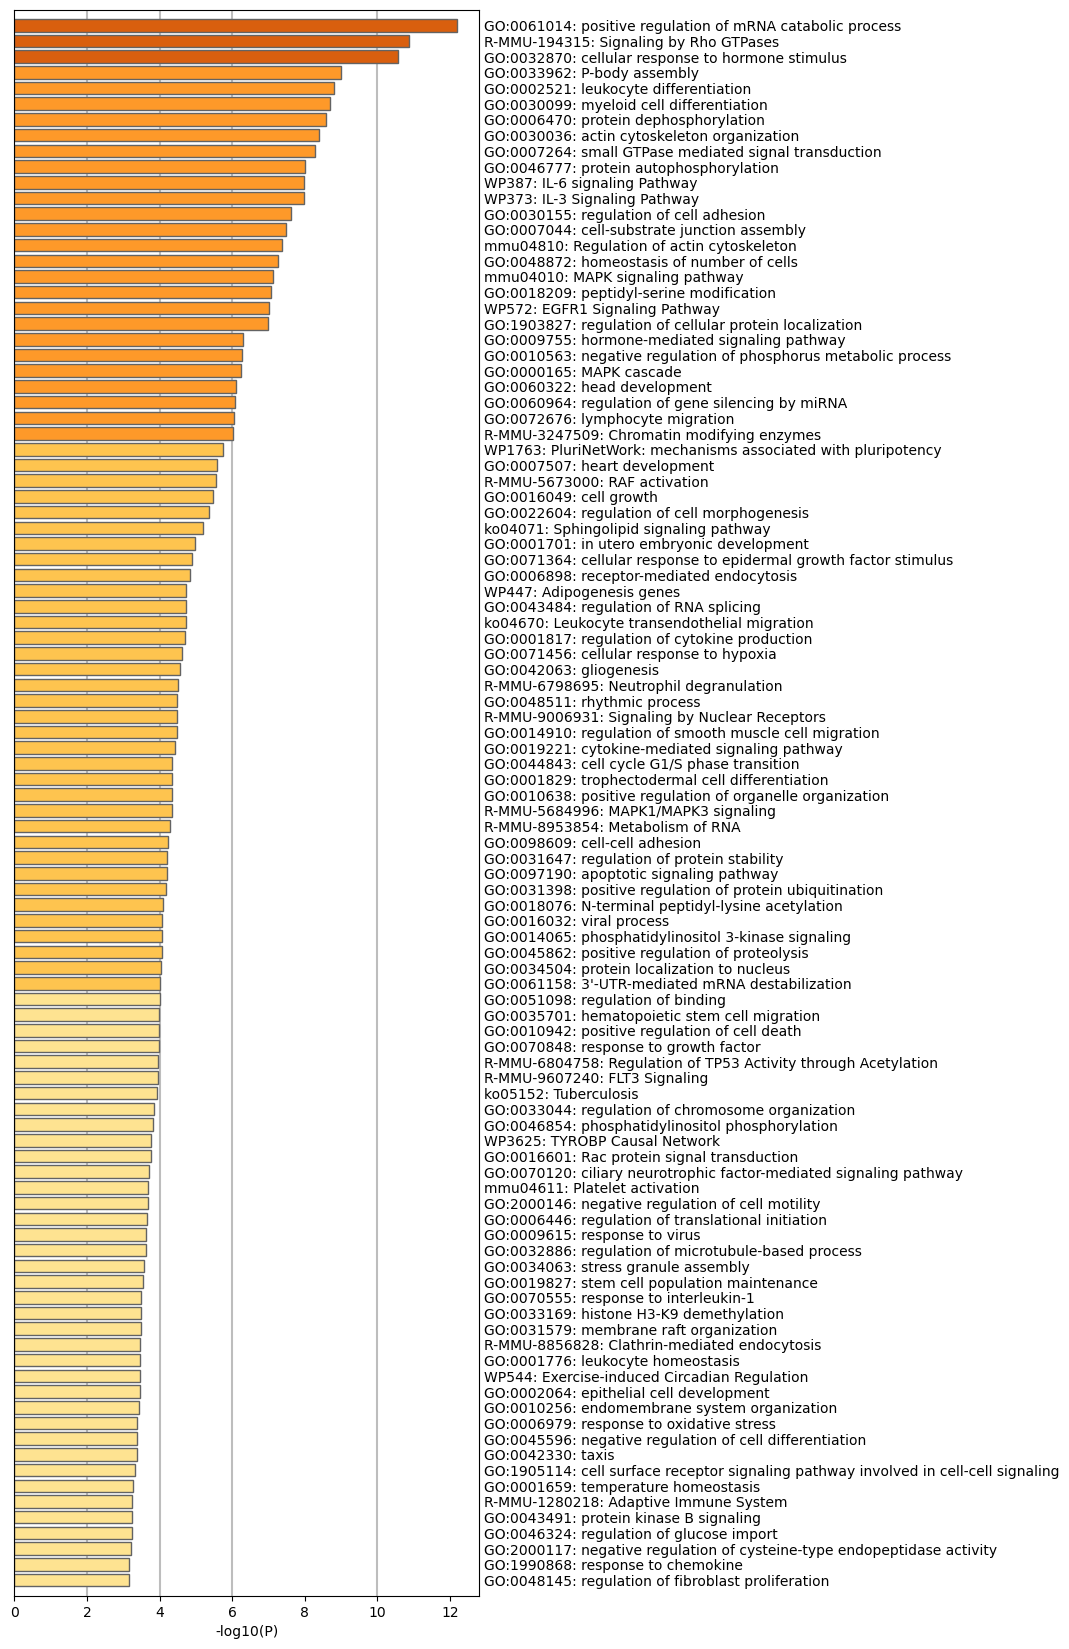 GO:0061014: positive regulation of mRNA catabolic process
R-MMU-194315: Signaling by Rho GTPases
GO:0032870: cellular response to hormone stimulus
GO:0033962: P-body assembly
GO:0002521: leukocyte differentiation
GO:0030099: myeloid cell differentiation
GO:0006470: protein dephosphorylation
GO:0030036: actin cytoskeleton organization
GO:0007264: small GTPase mediated signal transduction
GO:0046777: protein autophosphorylation
WP387: IL-6 signaling Pathway
WP373: IL-3 Signaling Pathway
GO:0030155: regulation of cell adhesion
GO:0007044: cell-substrate junction assembly
mmu04810: Regulation of actin cytoskeleton
GO:0048872: homeostasis of number of cells
mmu04010: MAPK signaling pathway
GO:0018209: peptidyl-serine modification
WP572: EGFR1 Signaling Pathway
GO:1903827: regulation of cellular protein localization
GO:0009755: hormone-mediated signaling pathway
GO:0010563: negative regulation of phosphorus metabolic process
GO:0000165: MAPK cascade
GO:0060322: head development
GO:0060964: regulation of gene silencing by miRNA
GO:0072676: lymphocyte migration
R-MMU-3247509: Chromatin modifying enzymes
WP1763: PluriNetWork: mechanisms associated with pluripotency
GO:0007507: heart development
R-MMU-5673000: RAF activation
GO:0016049: cell growth
GO:0022604: regulation of cell morphogenesis
ko04071: Sphingolipid signaling pathway
GO:0001701: in utero embryonic development
GO:0071364: cellular response to epidermal growth factor stimulus
GO:0006898: receptor-mediated endocytosis
WP447: Adipogenesis genes
GO:0043484: regulation of RNA splicing
ko04670: Leukocyte transendothelial migration
GO:0001817: regulation of cytokine production
GO:0071456: cellular response to hypoxia
GO:0042063: gliogenesis
R-MMU-6798695: Neutrophil degranulation
GO:0048511: rhythmic process
R-MMU-9006931: Signaling by Nuclear Receptors
GO:0014910: regulation of smooth muscle cell migration
GO:0019221: cytokine-mediated signaling pathway
GO:0044843: cell cycle G1/S phase transition
GO:0001829: trophectodermal cell differentiation
GO:0010638: positive regulation of organelle organization
R-MMU-5684996: MAPK1/MAPK3 signaling
R-MMU-8953854: Metabolism of RNA
GO:0098609: cell-cell adhesion
GO:0031647: regulation of protein stability
GO:0097190: apoptotic signaling pathway
GO:0031398: positive regulation of protein ubiquitination
GO:0018076: N-terminal peptidyl-lysine acetylation
GO:0016032: viral process
GO:0014065: phosphatidylinositol 3-kinase signaling
GO:0045862: positive regulation of proteolysis
GO:0034504: protein localization to nucleus
GO:0061158: 3'-UTR-mediated mRNA destabilization
GO:0051098: regulation of binding
GO:0035701: hematopoietic stem cell migration
GO:0010942: positive regulation of cell death
GO:0070848: response to growth factor
R-MMU-6804758: Regulation of TP53 Activity through Acetylation
R-MMU-9607240: FLT3 Signaling
ko05152: Tuberculosis
GO:0033044: regulation of chromosome organization
GO:0046854: phosphatidylinositol phosphorylation
WP3625: TYROBP Causal Network
GO:0016601: Rac protein signal transduction
GO:0070120: ciliary neurotrophic factor-mediated signaling pathway
mmu04611: Platelet activation
GO:2000146: negative regulation of cell motility
GO:0006446: regulation of translational initiation
GO:0009615: response to virus
GO:0032886: regulation of microtubule-based process
GO:0034063: stress granule assembly
GO:0019827: stem cell population maintenance
GO:0070555: response to interleukin-1
GO:0033169: histone H3-K9 demethylation
GO:0031579: membrane raft organization
R-MMU-8856828: Clathrin-mediated endocytosis
GO:0001776: leukocyte homeostasis
WP544: Exercise-induced Circadian Regulation
GO:0002064: epithelial cell development
GO:0010256: endomembrane system organization
GO:0006979: response to oxidative stress
GO:0045596: negative regulation of cell differentiation
GO:0042330: taxis
GO:1905114: cell surface receptor signaling pathway involved in cell-cell signaling
GO:0001659: temperature homeostasis
R-MMU-1280218: Adaptive Immune System
GO:0043491: protein kinase B signaling
GO:0046324: regulation of glucose import
GO:2000117: negative regulation of cysteine-type endopeptidase activity
GO:1990868: response to chemokine
GO:0048145: regulation of fibroblast proliferation
0 2 4 6 8 10 12
-log10(P)